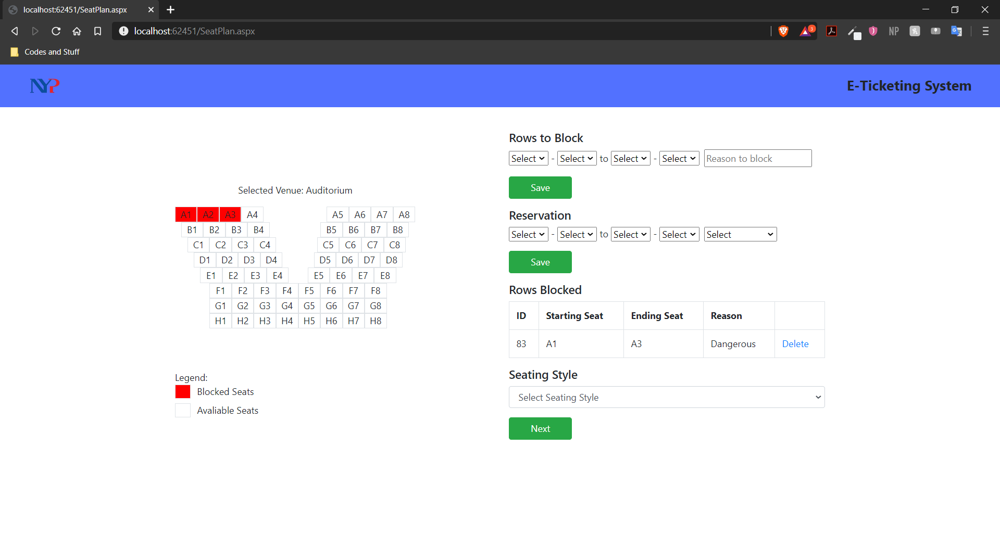 localhost:62451/SeatPlan.aspx
localhost:62451/SeatPlan.aspx
3
NP
Codes and Stuff
NYP
E-Ticketing System
Selected Venue: Auditorium
A1 A2 A3 A4 A5 A6 A7 A8
B1 B2 B3 B4 B5 B6 B7 B8
C1 C2 C3 C4 C5 C6 C7 C8
D1 D2 D3 D4 D5 D6 D7 D8
E1 E2 E3 E4 E5 E6 E7 E8
F1 F2 F3 F4 F5 F6 F7 F8
G1 G2 G3 G4 G5 G6 G7 G8
H1 H2 H3 H4 H5 H6 H7 H8
Legend:
Blocked Seats
Avaliable Seats
Rows to Block
Select - Select to Select - Select Reason to block
Save
Reservation
Select - Select to Select - Select Select
Save
Rows Blocked
ID Starting Seat Ending Seat Reason
83 A1 A3 Dangerous Delete
Seating Style
Select Seating Style
Next